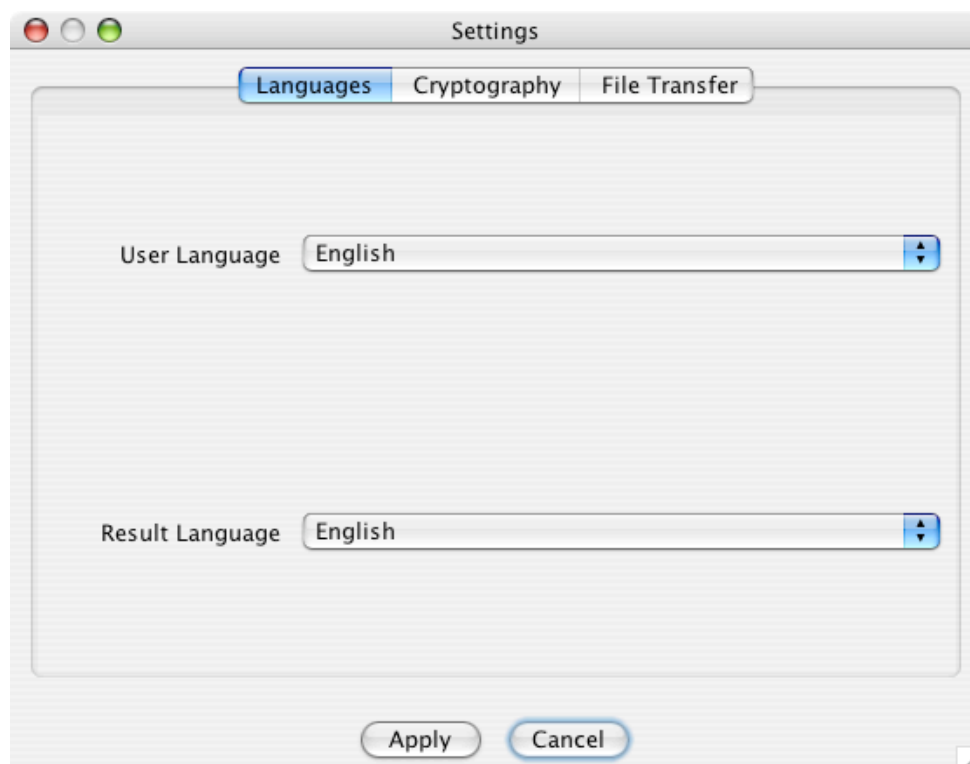 Settings
Languages Cryptography File Transfer
User Language English
Result Language English
Apply Cancel